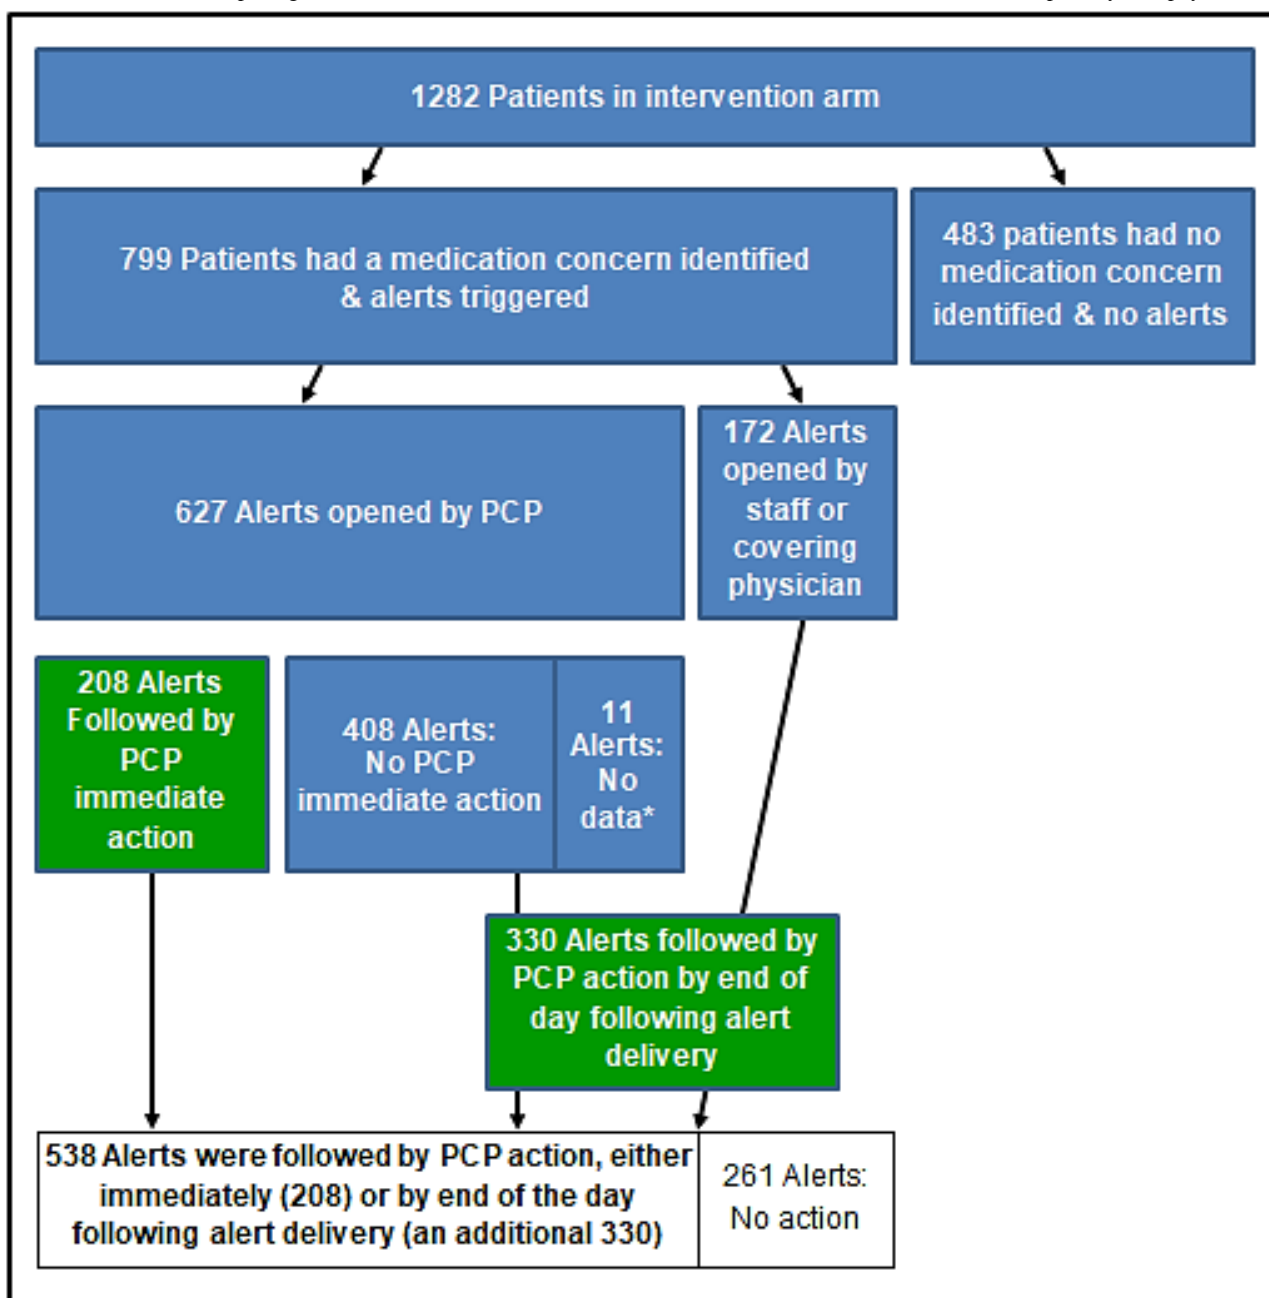 1282 Patients in intervention arm
799 Patients had a medication concern identified
& alerts triggered
483 patients had no
medication concern
identified & no alerts
627 Alerts opened by PCP
172 Alerts
opened by
staff or
covering
physician
208 Alerts
Followed by
PCP
immediate
action
408 Alerts:
No PCP
immediate action
11
Alerts:
No
data*
330 Alerts followed by
PCP action by end of
day following alert
delivery
538 Alerts were followed by PCP action, either
immediately (208) or by end of the day
following alert delivery (an additional 330)
261 Alerts:
No action